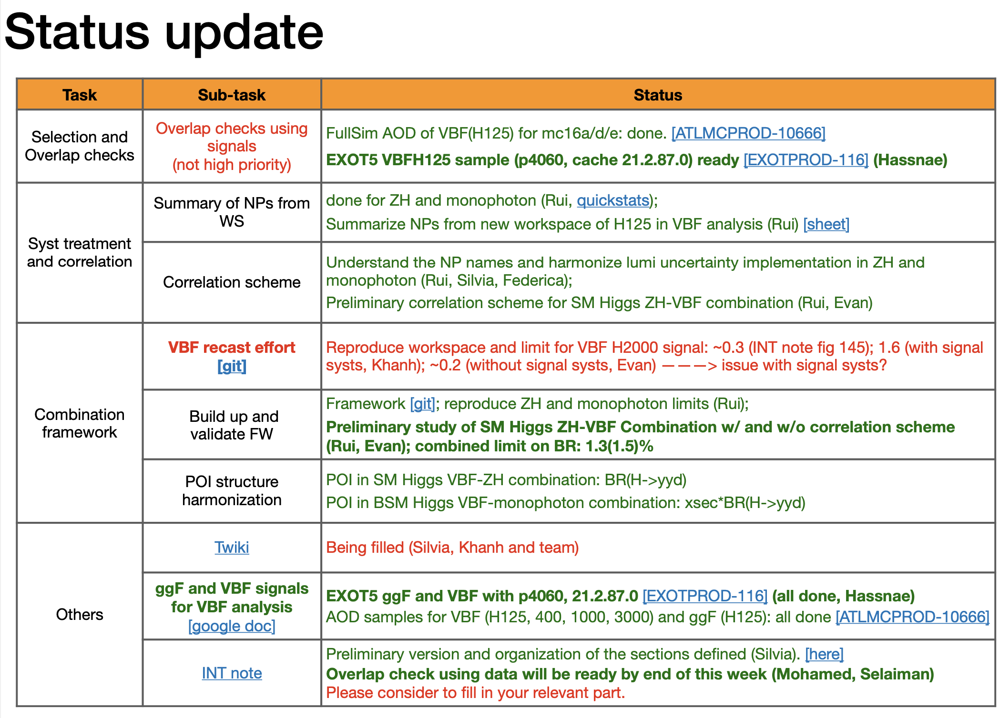 Status update
Task
Sub-task
Status
Selection and
Overlap checks
Overlap checks using
signals
(not high priority)
FullSim AOD of VBF(H125) for mc16a/d/e: done. [ATLMCPROD-10666]
EXOT5 VBFH125 sample (p4060, cache 21.2.87.0) ready [EXOTPROD-116] (Hassnae)
Syst treatment
and correlation
Summary of NPs from
WS
done for ZH and monophoton (Rui, quickstats);
Summarize NPs from new workspace of H125 in VBF analysis (Rui) [sheet]
Correlation scheme
Understand the NP names and harmonize lumi uncertainty implementation in ZH and
monophoton (Rui, Silvia, Federica);
Preliminary correlation scheme for SM Higgs ZH-VBF combination (Rui, Evan)
Combination
framework
VBF recast effort
[git]
Reproduce workspace and limit for VBF H2000 signal: ~0.3 (INT note fig 145); 1.6 (with signal
systs, Khanh); ~0.2 (without signal systs, Evan) — — —> issue with signal systs?
Build up and
validate FW
Framework [git]; reproduce ZH and monophoton limits (Rui);
Preliminary study of SM Higgs ZH-VBF Combination w/ and w/o correlation scheme
(Rui, Evan); combined limit on BR: 1.3(1.5)%
POI structure
harmonization
POI in SM Higgs VBF-ZH combination: BR(H->yyd)
POI in BSM Higgs VBF-monophoton combination: xsec*BR(H->yyd)
Others
Twiki
Being filled (Silvia, Khanh and team)
ggF and VBF signals
for VBF analysis
[google doc]
EXOT5 ggF and VBF with p4060, 21.2.87.0 [EXOTPROD-116] (all done, Hassnae)
AOD samples for VBF (H125, 400, 1000, 3000) and ggF (H125): all done [ATLMCPROD-10666]
INT note
Preliminary version and organization of the sections defined (Silvia). [here]
Overlap check using data will be ready by end of this week (Mohamed, Selaiman)
Please consider to fill in your relevant part.